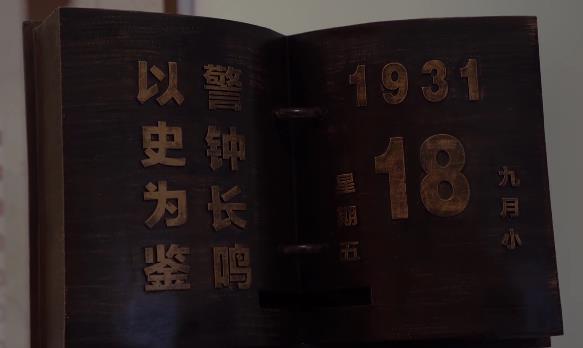 警钟长鸣
以史为鉴
1931
18
星期五
九月小